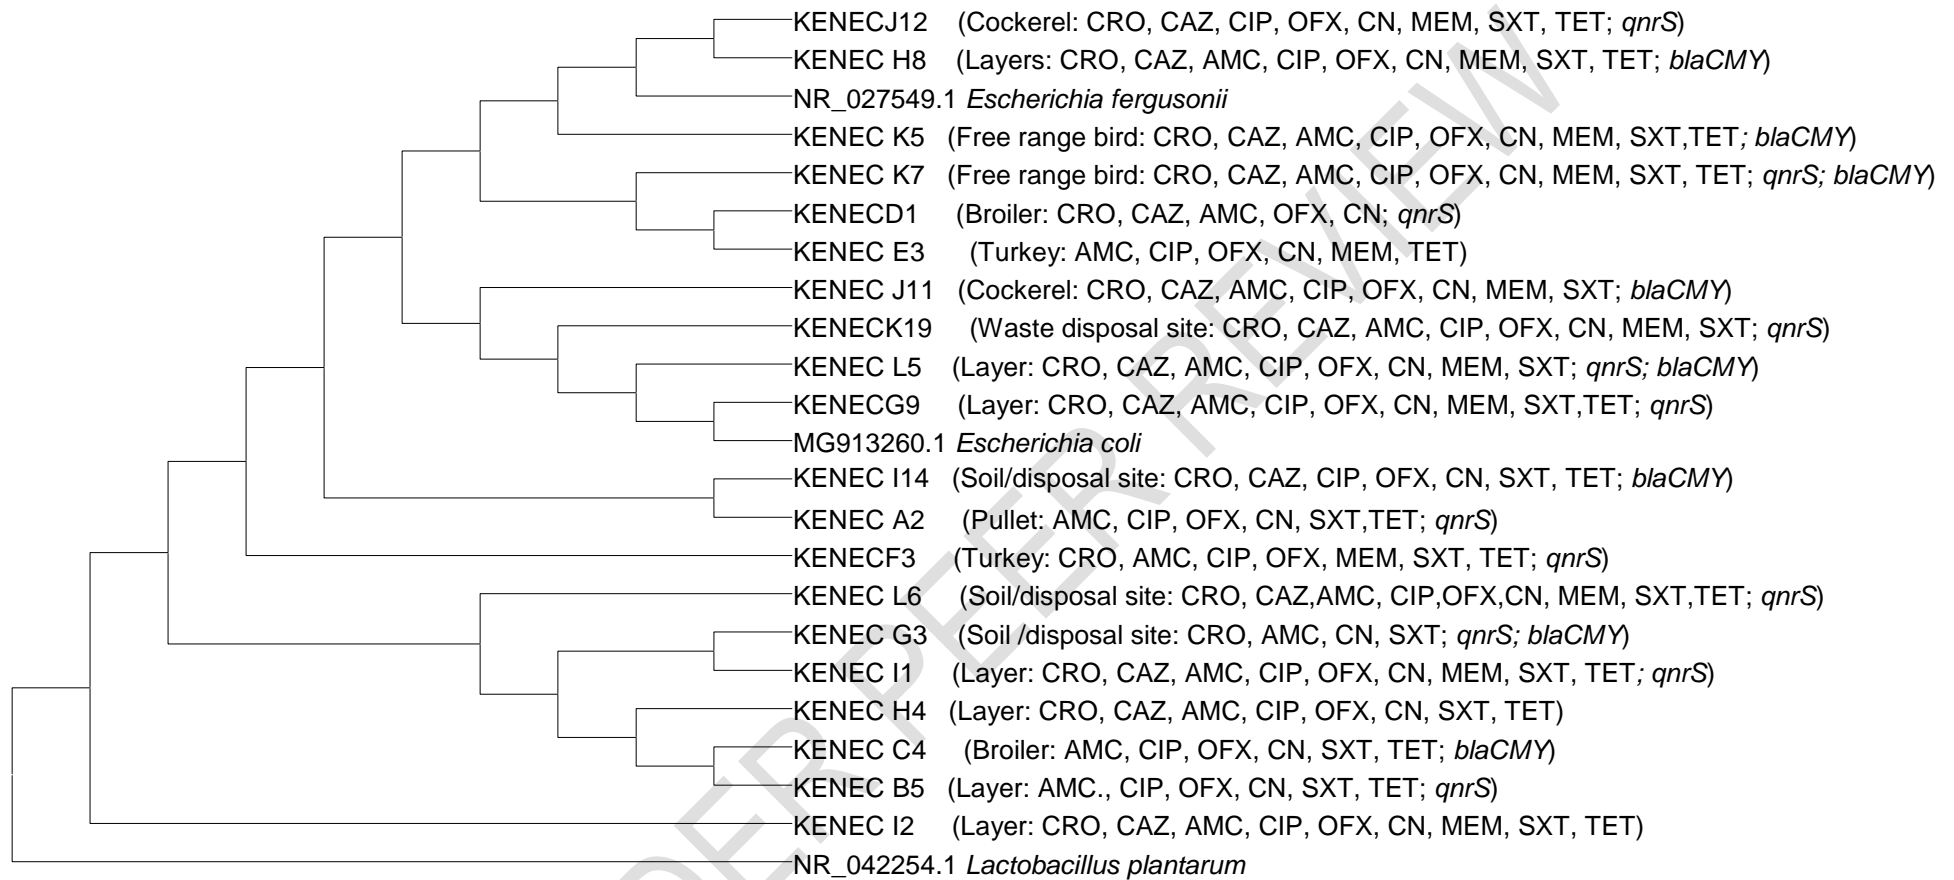 KENECJ12 (Cockerel: CRO, CAZ, CIP, OFX, CN, MEM, SXT, TET; qnrS)
KENEC H8 (Layers: CRO, CAZ, AMC, CIP, OFX, CN, MEM, SXT, TET; blaCMY)
NR_027549.1 Escherichia fergusonii
KENEC K5 (Free range bird: CRO, CAZ, AMC, CIP, OFX, CN, MEM, SXT,TET; blaCMY)
KENEC K7 (Free range bird: CRO, CAZ, AMC, CIP, OFX, CN, MEM, SXT, TET; qnrS; blaCMY)
KENECD1 (Broiler: CRO, CAZ, AMC, OFX, CN; qnrS)
KENEC E3 (Turkey: AMC, CIP, OFX, CN, MEM, TET)
KENEC J11 (Cockerel: CRO, CAZ, AMC, CIP, OFX, CN, MEM, SXT; blaCMY)
KENECK19 (Waste disposal site: CRO, CAZ, AMC, CIP, OFX, CN, MEM, SXT; qnrS)
KENEC L5 (Layer: CRO, CAZ, AMC, CIP, OFX, CN, MEM, SXT; qnrS; blaCMY)
KENECG9 (Layer: CRO, CAZ, AMC, CIP, OFX, CN, MEM, SXT,TET; qnrS)
MG913260.1 Escherichia coli
KENEC I14 (Soil/disposal site: CRO, CAZ, CIP, OFX, CN, SXT, TET; blaCMY)
KENEC A2 (Pullet: AMC, CIP, OFX, CN, SXT,TET; qnrS)
KENECF3 (Turkey: CRO, AMC, CIP, OFX, MEM, SXT, TET; qnrS)
KENEC L6 (Soil/disposal site: CRO, CAZ,AMC, CIP,OFX,CN, MEM, SXT,TET; qnrS)
KENEC G3 (Soil /disposal site: CRO, AMC, CN, SXT; qnrS; blaCMY)
KENEC I1 (Layer: CRO, CAZ, AMC, CIP, OFX, CN, MEM, SXT, TET; qnrS)
KENEC H4 (Layer: CRO, CAZ, AMC, CIP, OFX, CN, SXT, TET)
KENEC C4 (Broiler: AMC, CIP, OFX, CN, SXT, TET; blaCMY)
KENEC B5 (Layer: AMC., CIP, OFX, CN, SXT, TET; qnrS)
KENEC I2 (Layer: CRO, CAZ, AMC, CIP, OFX, CN, MEM, SXT, TET)
NR_042254.1 Lactobacillus plantarum
DER PEER REVIEW